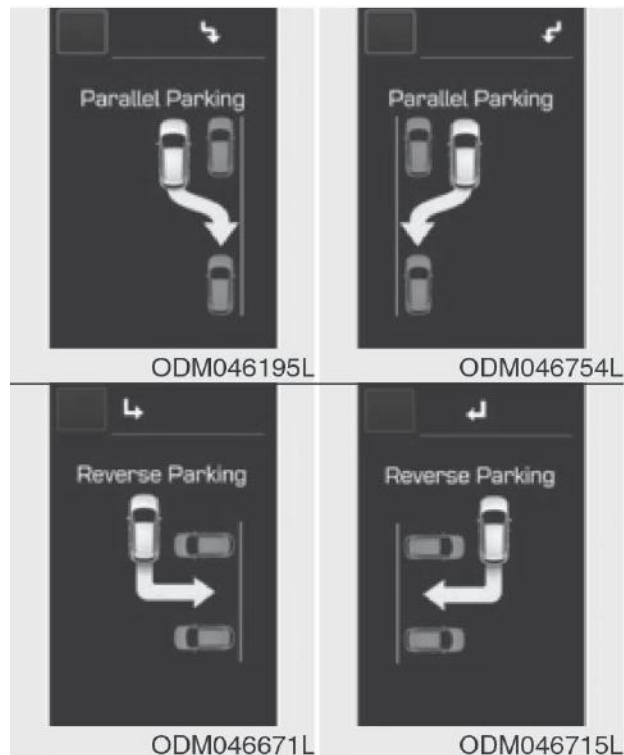 Parallel Parking
Parallel Parking
ODM046195L
ODM046754L
Reverse Parking
Reverse Parking
ODM046671L
ODM046715L